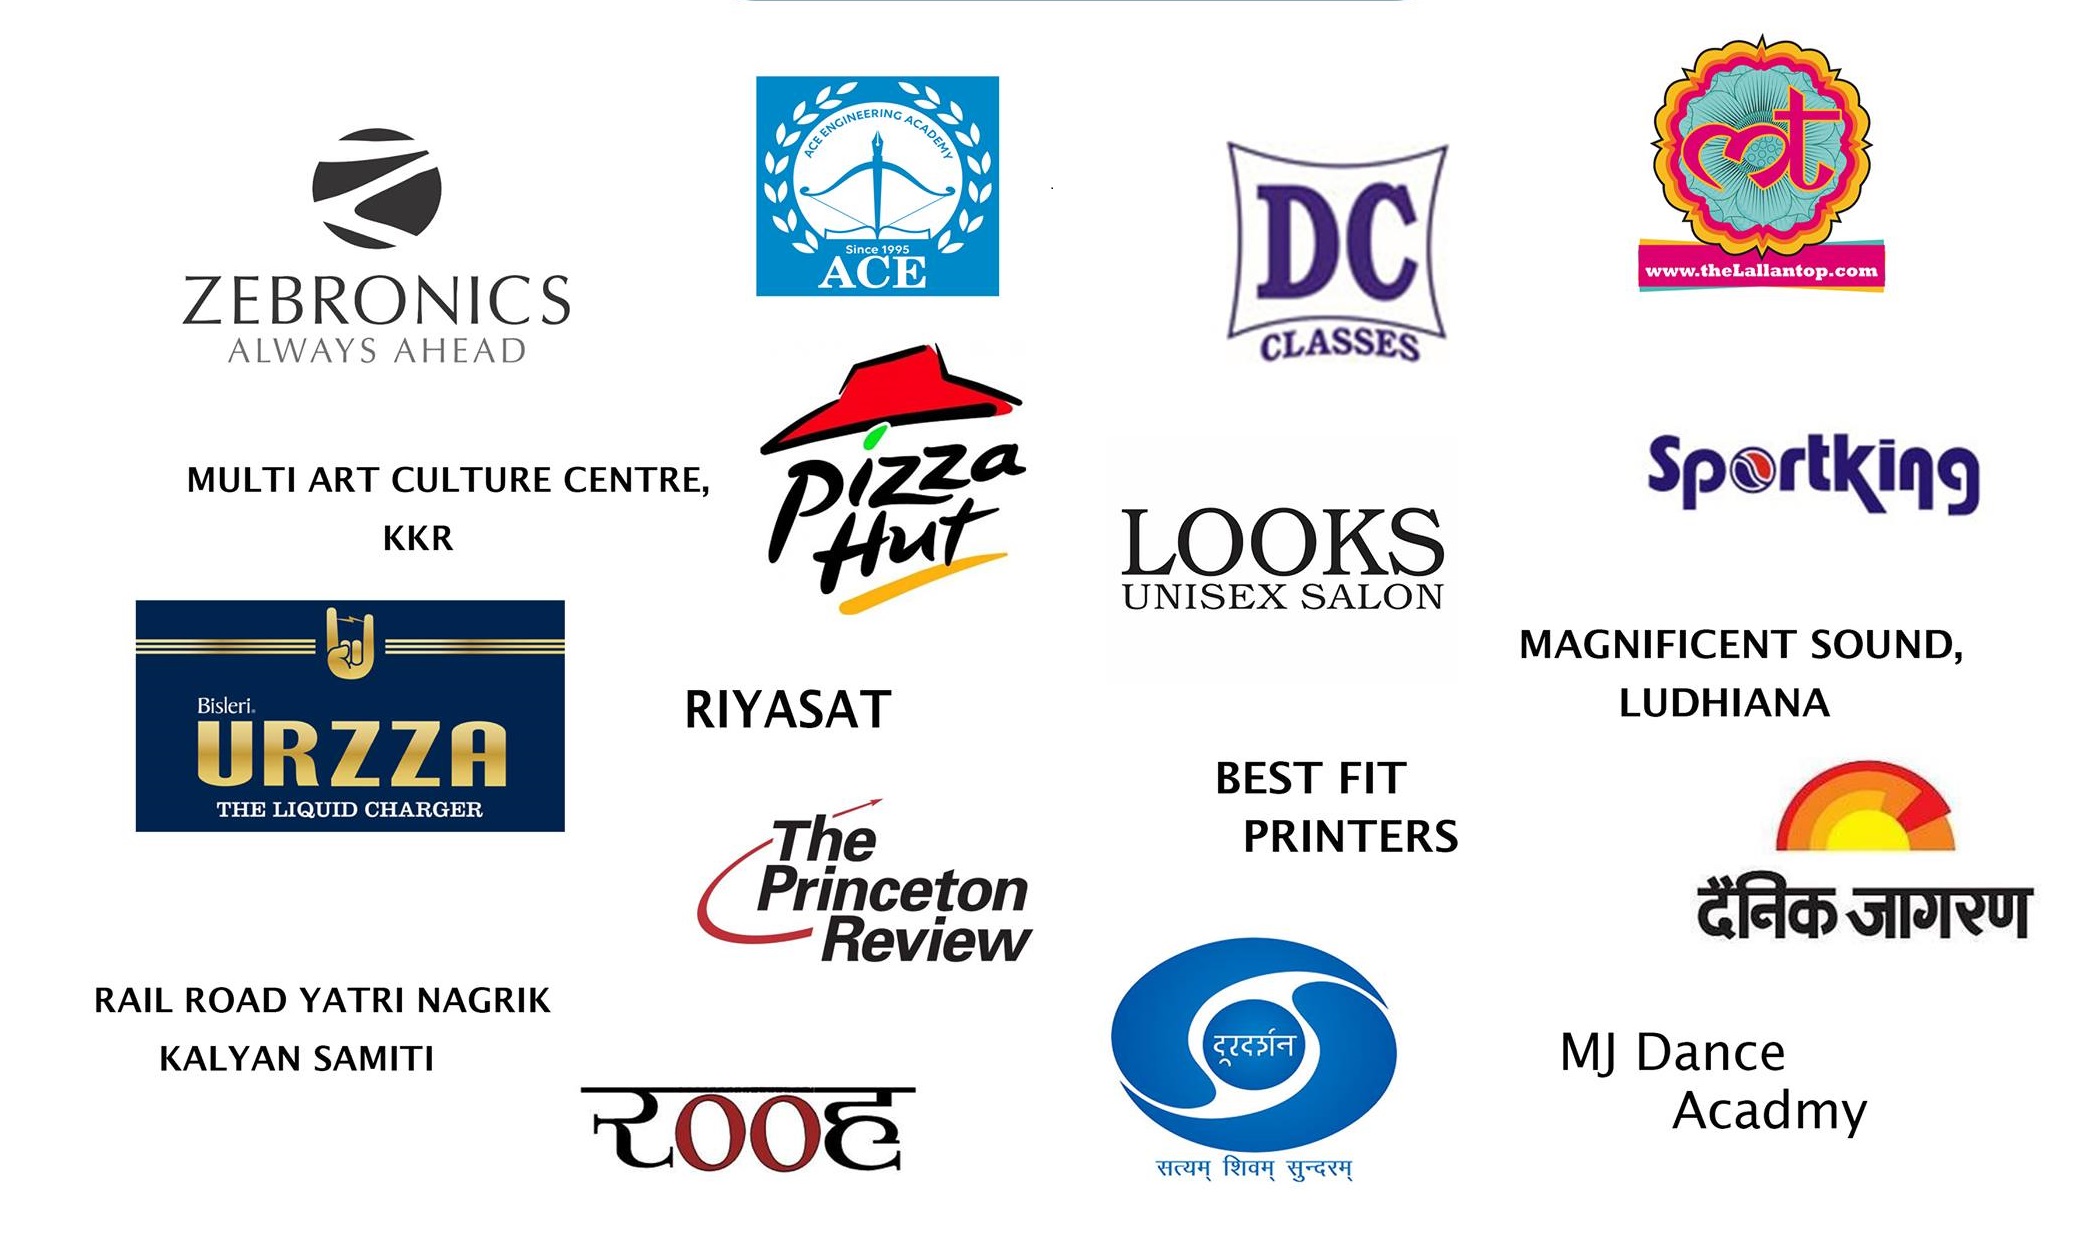 ZEBRONICS
ALWAYS AHEAD
ACE ENGINEERING ACADEMY
Since 1995
ACE
DC
CLASSES
लt
www.theLallantop.com
MULTI ART CULTURE CENTRE,
KKR
Pizza
Hut
LOOKS
UNISEX SALON
Sportking
Bisleri
URZZA
THE LIQUID CHARGER
RIYASAT
MAGNIFICENT SOUND,
LUDHIANA
The
Princeton
Review
BEST FIT
PRINTERS
दैनिक जागरण
RAIL ROAD YATRI NAGRIK
KALYAN SAMITI
रooह
दूरदर्शन
सत्यम् शिवम् सुन्दरम्
MJ Dance
Acadmy